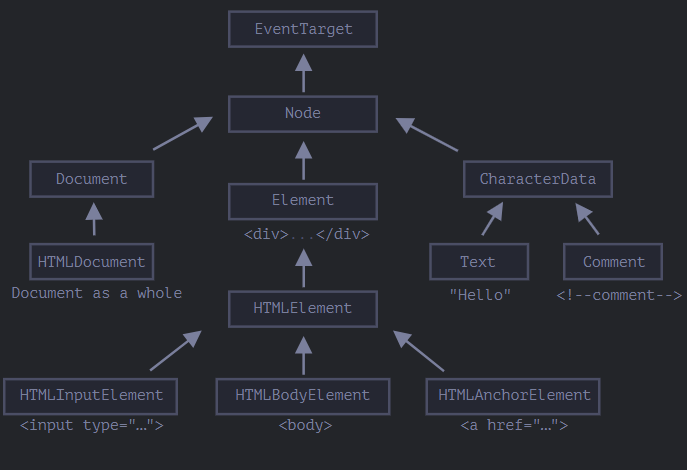 EventTarget
Node
Document
Element
CharacterData
<div>...</div>
HTMLDocument
Text
Comment
Document as a whole
"Hello"
<!--comment-->
HTMLElement
HTMLInputElement
HTMLBodyElement
HTMLAnchorElement
<input type="…">
<body>
<a href="…">